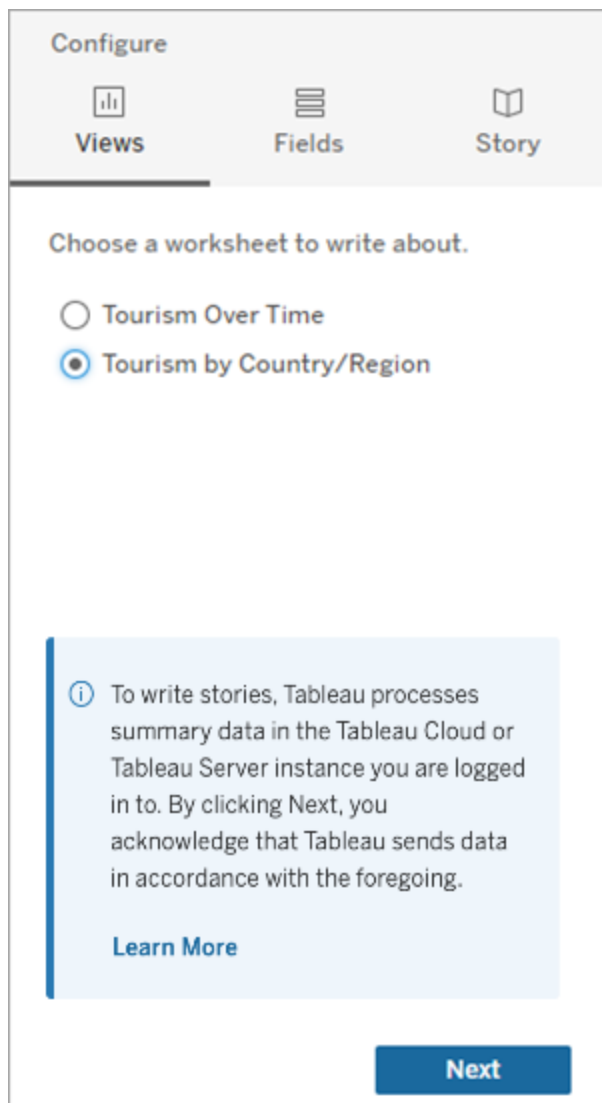 Configure
Views Fields Story
Choose a worksheet to write about.
Tourism Over Time
Tourism by Country/Region
To write stories, Tableau processes
summary data in the Tableau Cloud or
Tableau Server instance you are logged
in to. By clicking Next, you
acknowledge that Tableau sends data
in accordance with the foregoing.
Learn More
Next